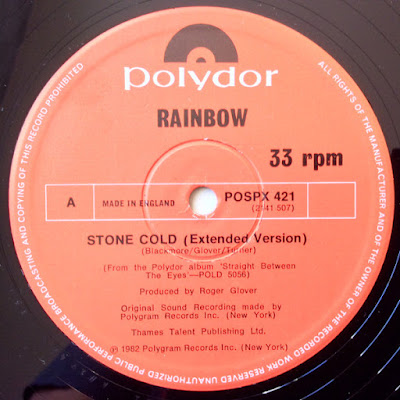 polydor
RAINBOW
33 rpm
A
MADE IN ENGLAND
POSPX 421
(2141 507)
STONE COLD (Extended Version)
(Blackmore/Glover/Turner)
(From the Polydor album 'Straight Between
The Eyes'—POLD 5056)
Produced by Roger Glover
Original Sound Recording made by
Polygram Records Inc. (New York)
Thames Talent Publishing Ltd.
℗ 1982 Polygram Records Inc. (New York)
ALL RIGHTS OF THE MANUFACTURER AND OF THE OWNER OF THE RECORDED WORK RESERVED UNAUTHORIZED PUBLIC PERFORMANCE BROADCASTING AND COPYING OF THIS RECORD PROHIBITED